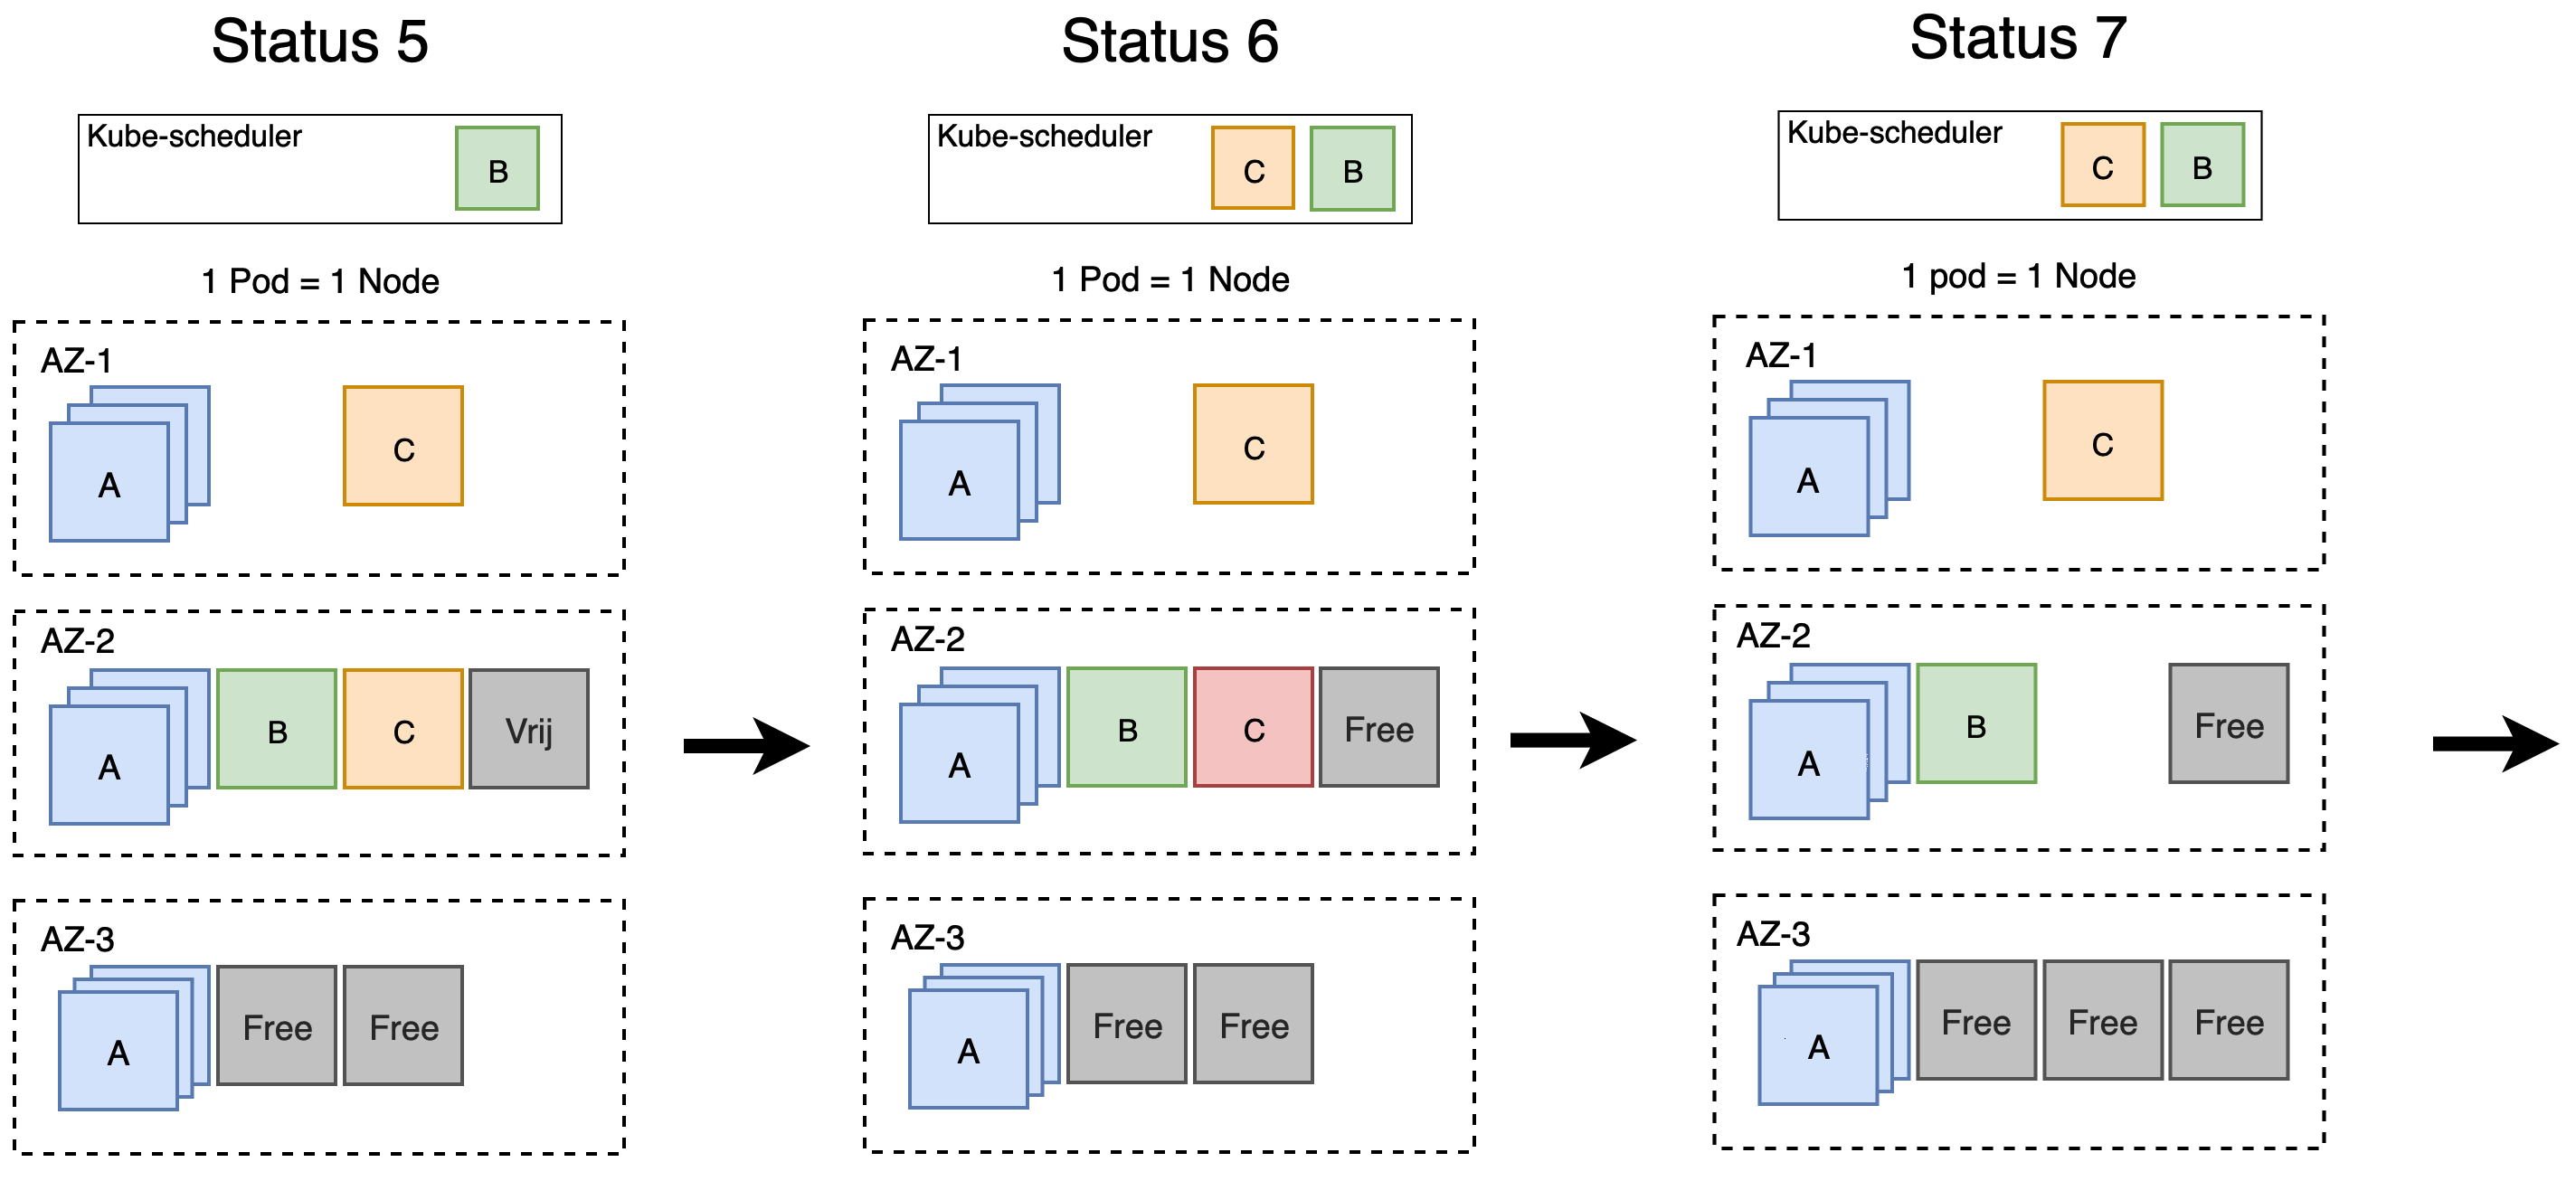 Status 5
Kube-scheduler
B
1 Pod = 1 Node
AZ-1
A
C
AZ-2
A
B
C
Vrij
AZ-3
A
Free
Free
Status 6
Kube-scheduler
C
B
1 Pod = 1 Node
AZ-1
A
C
AZ-2
A
B
C
Free
AZ-3
A
Free
Free
Status 7
Kube-scheduler
C
B
1 pod = 1 Node
AZ-1
A
C
AZ-2
A
B
Free
AZ-3
A
Free
Free
Free